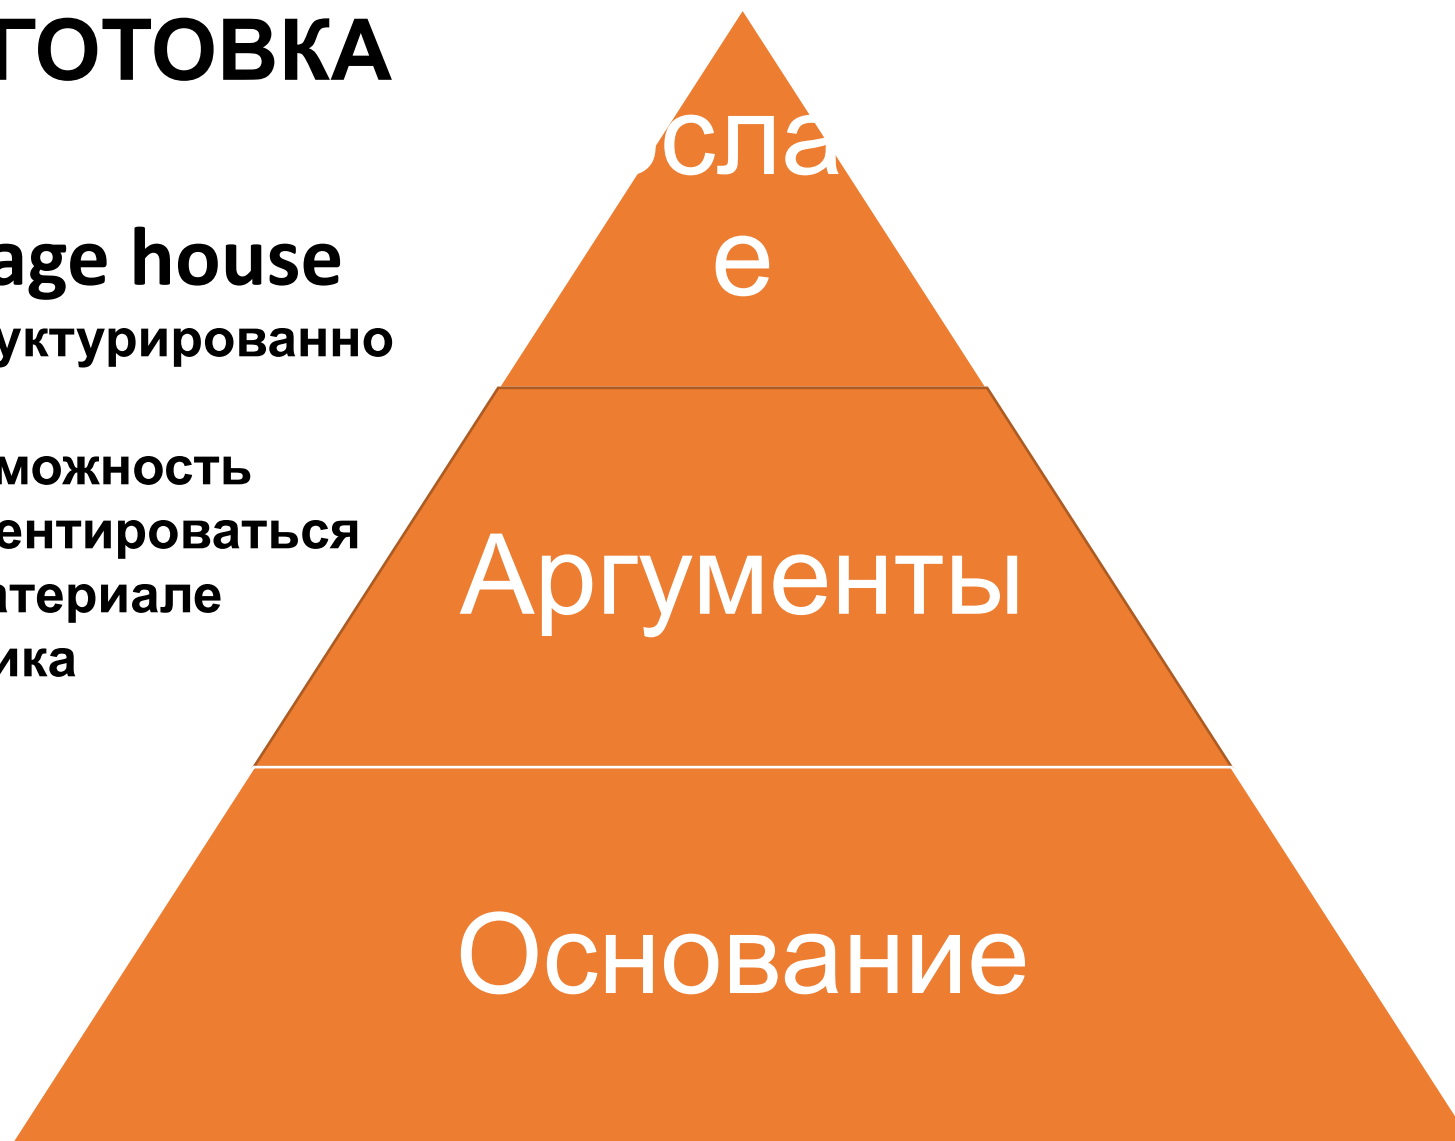 ГОТОВКА
age house
уктурированно
можность
ентироваться
атериале
ика
сла
е
Аргументы
Основание